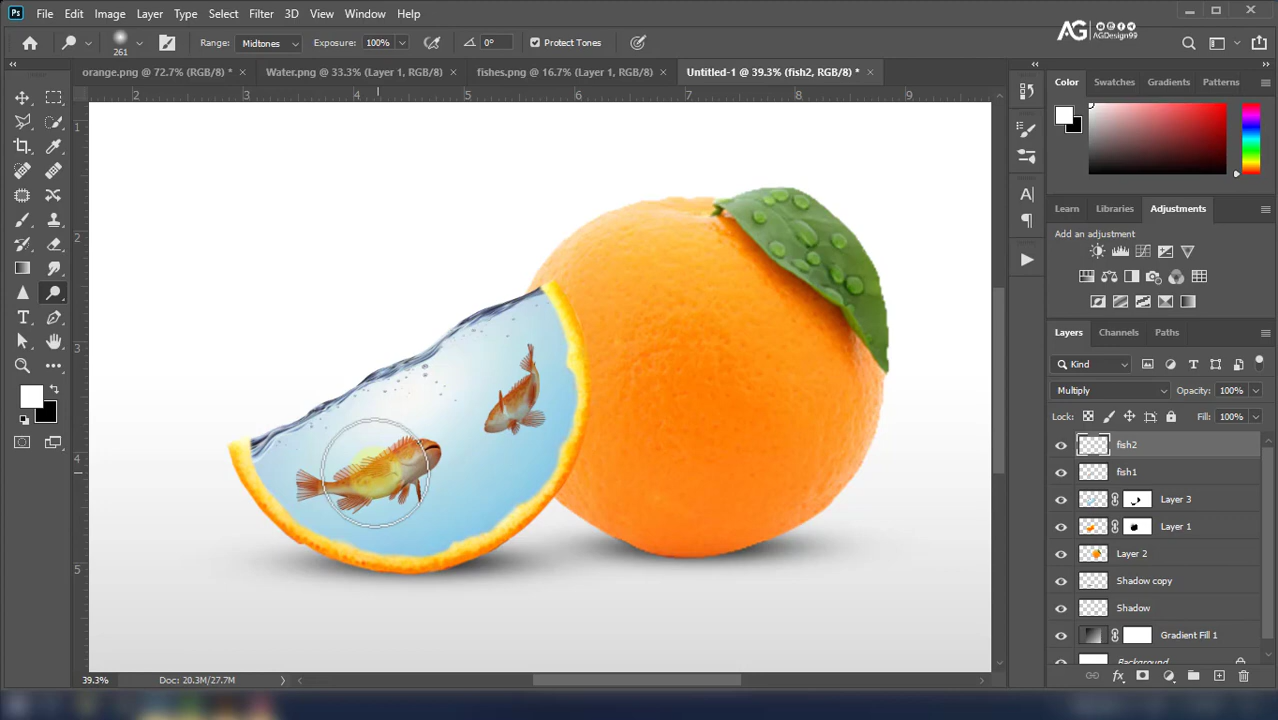 Ps File Edit Image Layer Type Select Filter 3D View Window Help
AG AGDesign99
261 Range: Midtones Exposure: 100% 0° Protect Tones
orange.png @ 72.7% (RGB/8) * Water.png @ 33.3% (Layer 1, RGB/8) fishes.png @ 16.7% (Layer 1, RGB/8) Untitled-1 @ 39.3% (fish2, RGB/8) *
2 3 4 5 6 7 8 9
1
2
3
4
5
Color Swatches Gradients Patterns
Learn Libraries Adjustments
Add an adjustment
Layers Channels Paths
Kind
Multiply Opacity: 100%
Lock: Fill: 100%
fish2
fish1
Layer 3
Layer 1
Layer 2
Shadow copy
Shadow
Gradient Fill 1
Background
39.3% Doc: 20.3M/27.7M